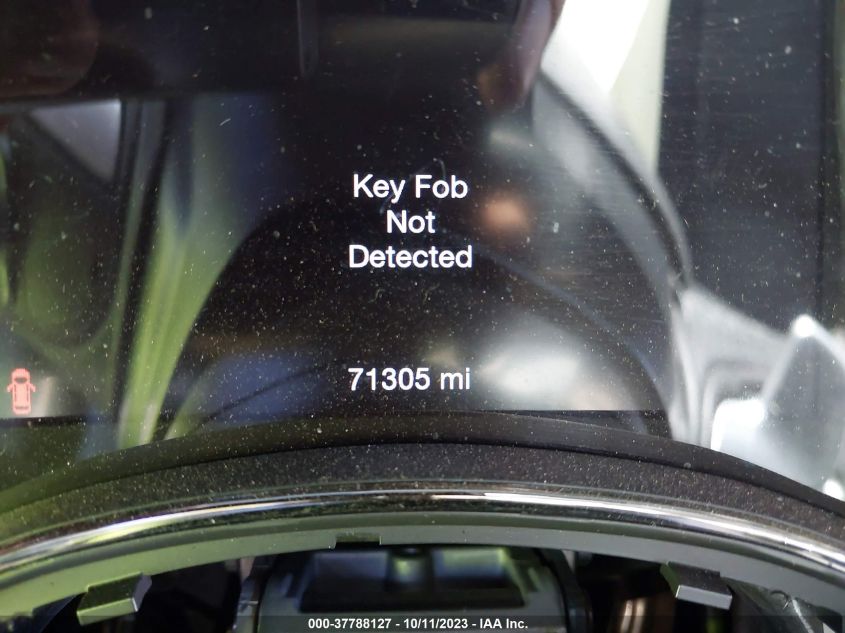 Key Fob
Not
Detected
71305 mi
000-37788127 - 10/11/2023 - IAA Inc.